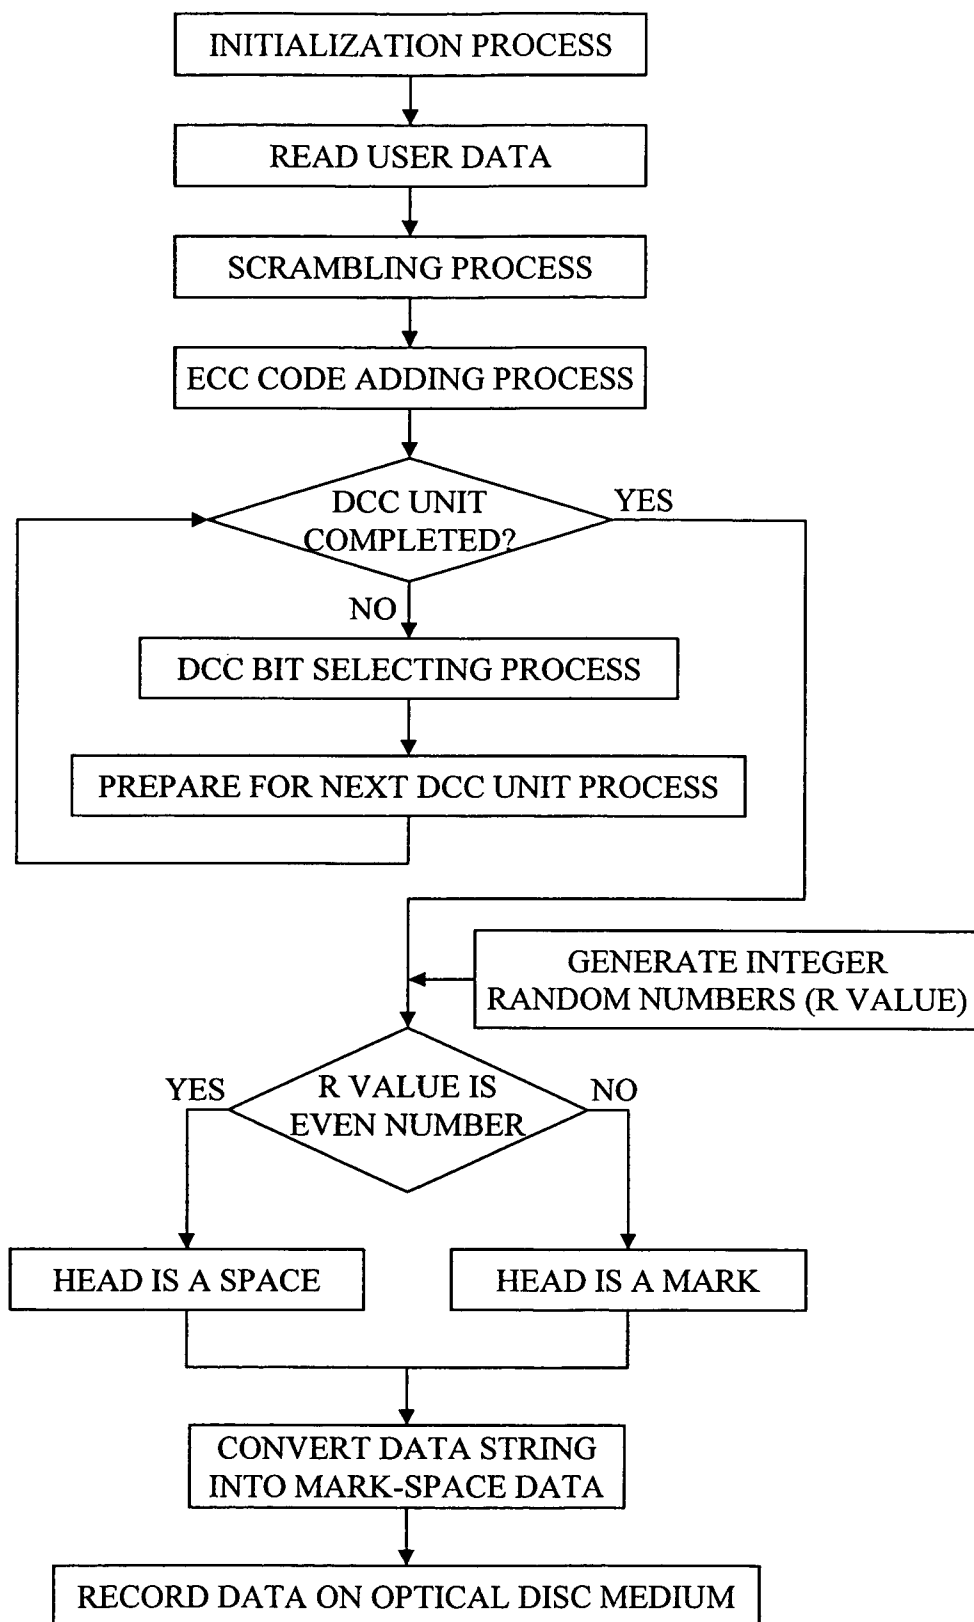 INITIALIZATION PROCESS
READ USER DATA
SCRAMBLING PROCESS
ECC CODE ADDING PROCESS
DCC UNIT
COMPLETED?
YES
NO
DCC BIT SELECTING PROCESS
PREPARE FOR NEXT DCC UNIT PROCESS
GENERATE INTEGER
RANDOM NUMBERS (R VALUE)
R VALUE IS
EVEN NUMBER
YES
NO
HEAD IS A SPACE
HEAD IS A MARK
CONVERT DATA STRING
INTO MARK-SPACE DATA
RECORD DATA ON OPTICAL DISC MEDIUM